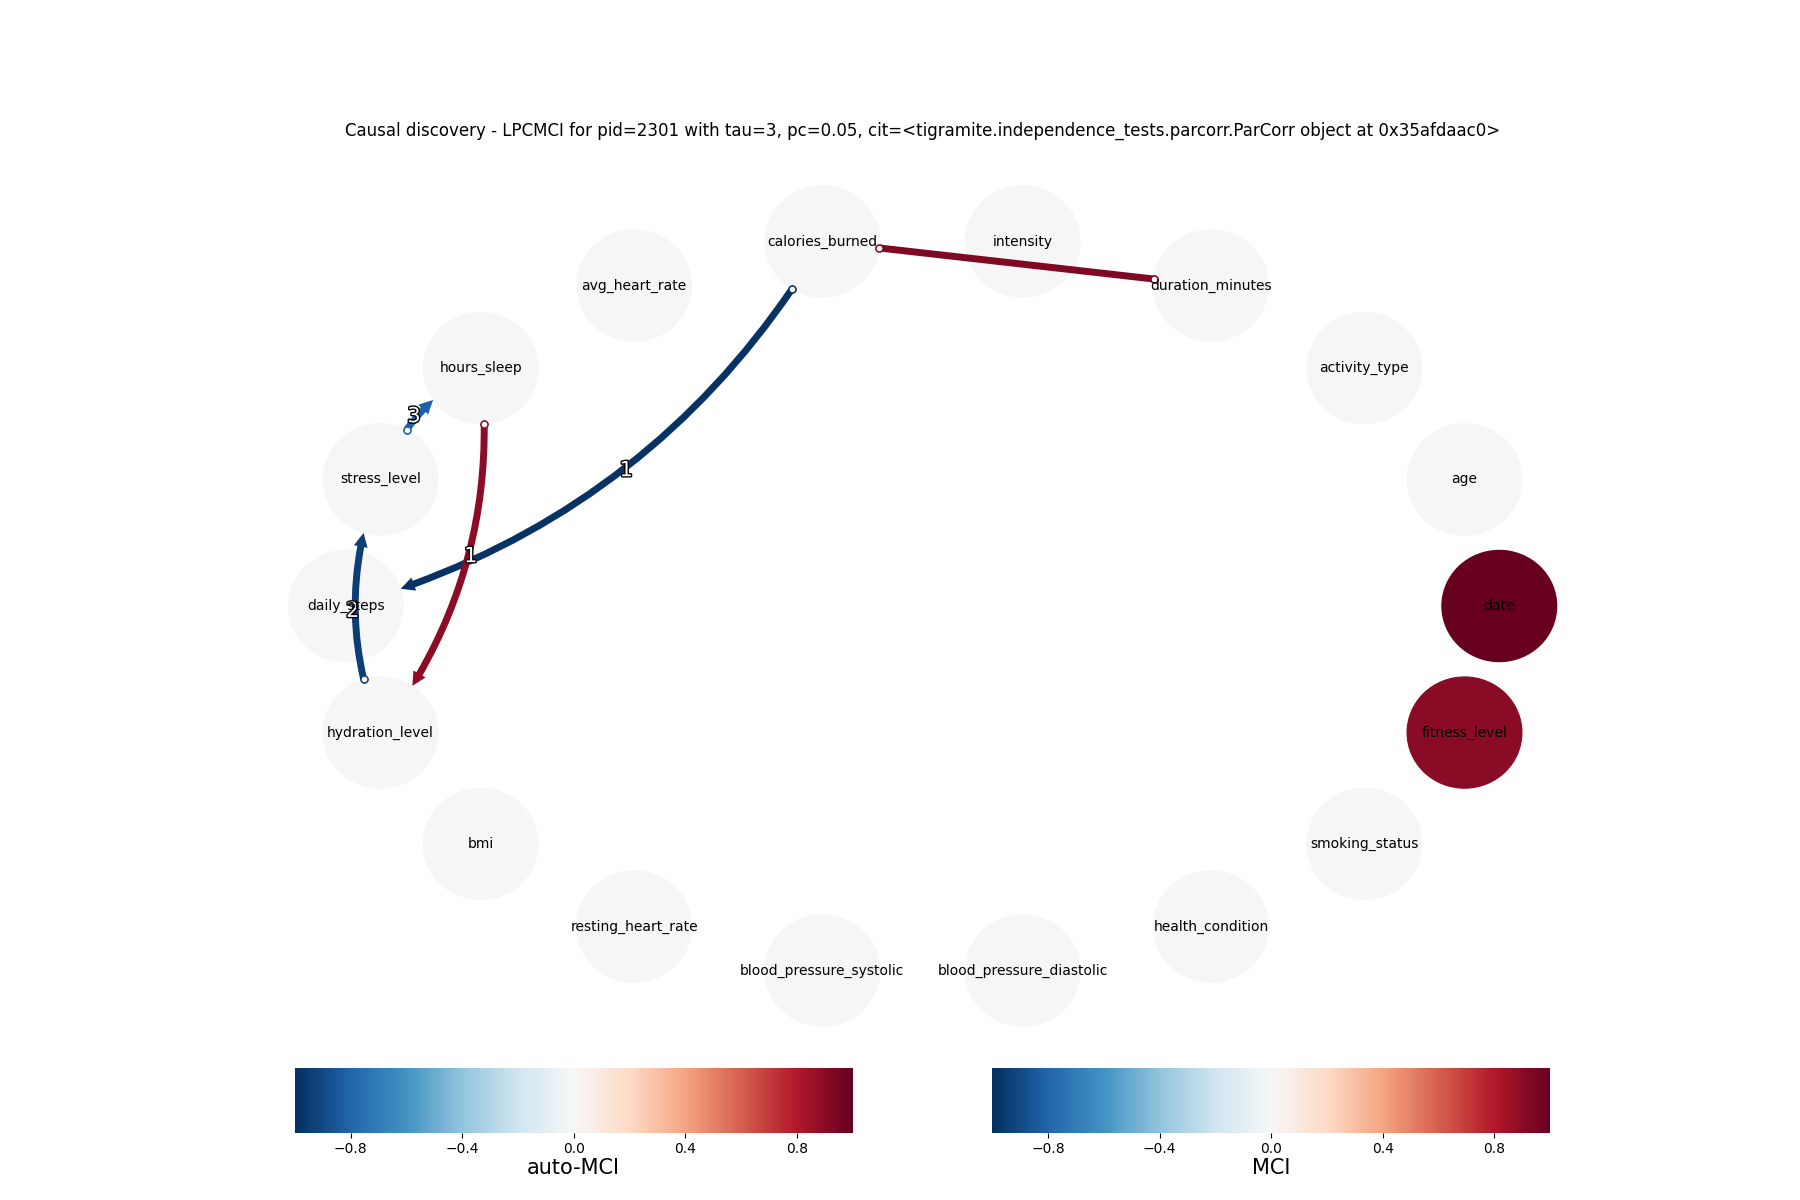 Causal discovery - LPCMCI for pid=2301 with tau=3, pc=0.05, cit=<tigramite.independence_tests.parcorr.ParCorr object at 0x35afdaac0>
calories_burned
intensity
avg_heart_rate
duration_minutes
hours_sleep
activity_type
3
1
stress_level
age
1
daily_steps
2
date
hydration_level
fitness_level
bmi
smoking_status
resting_heart_rate
health_condition
blood_pressure_systolic
blood_pressure_diastolic
−0.8 −0.4 0.0 0.4 0.8
auto-MCI
−0.8 −0.4 0.0 0.4 0.8
MCI